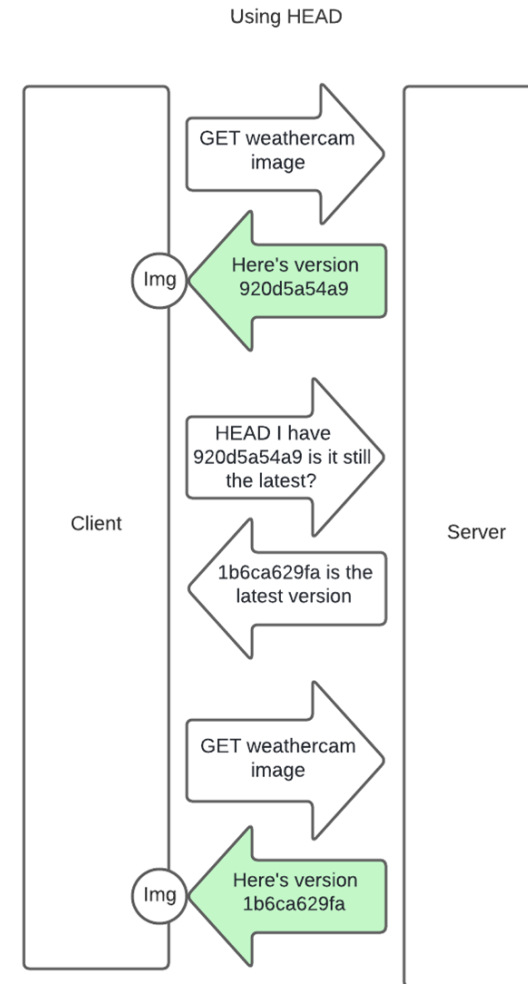 Using HEAD
GET weathercam
image
Img
Here's version
920d5a54a9
HEAD I have
920d5a54a9 is it still
the latest?
Client
Server
1b6ca629fa is the
latest version
GET weathercam
image
Img
Here's version
1b6ca629fa